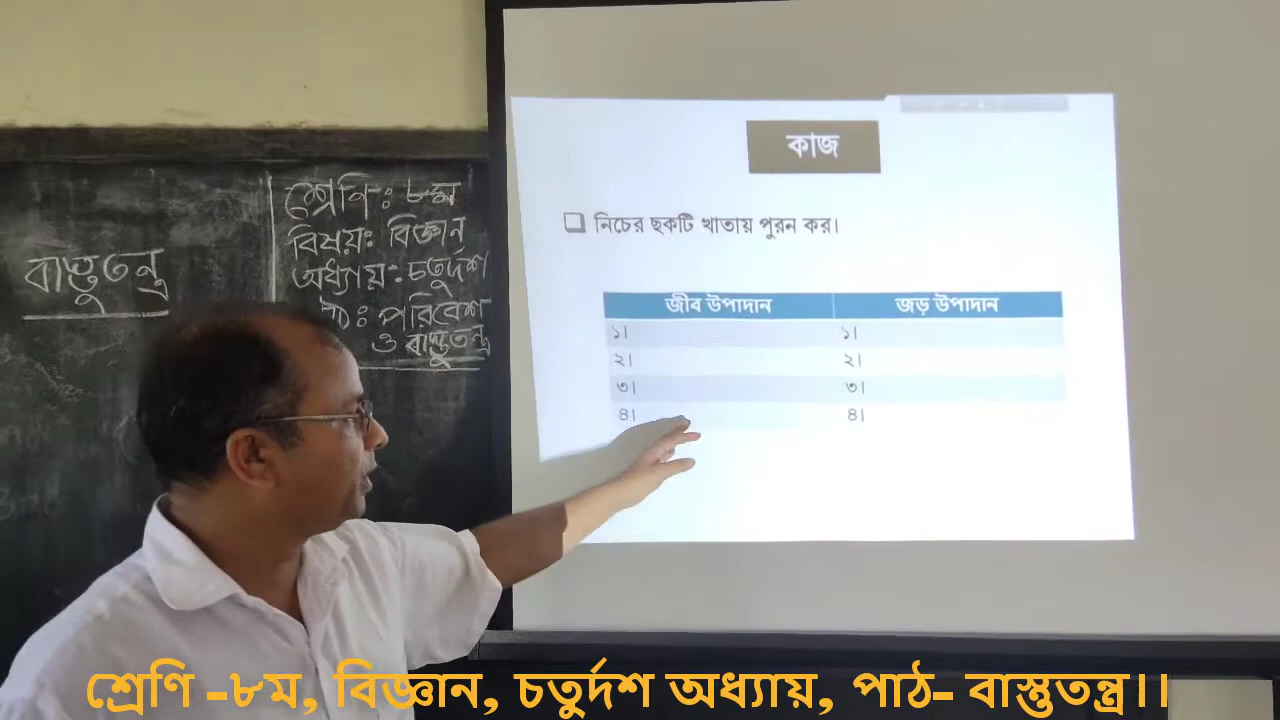 বাস্তুতন্ত্র
শ্রেণি : ৮ম
বিষয়ঃ বিজ্ঞান
অধ্যায়ঃ চতুর্দশ
ঠ : পরিবেশ
ও বাস্তুতন্ত্র
কাজ
❑ নিচের ছকটি খাতায় পুরন কর।
জীব উপাদান জড় উপাদান
১। ১।
২। ২।
৩। ৩।
৪। ৪।
শ্রেণি -৮ম, বিজ্ঞান, চতুর্দশ অধ্যায়, পাঠ- বাস্তুতন্ত্র।।